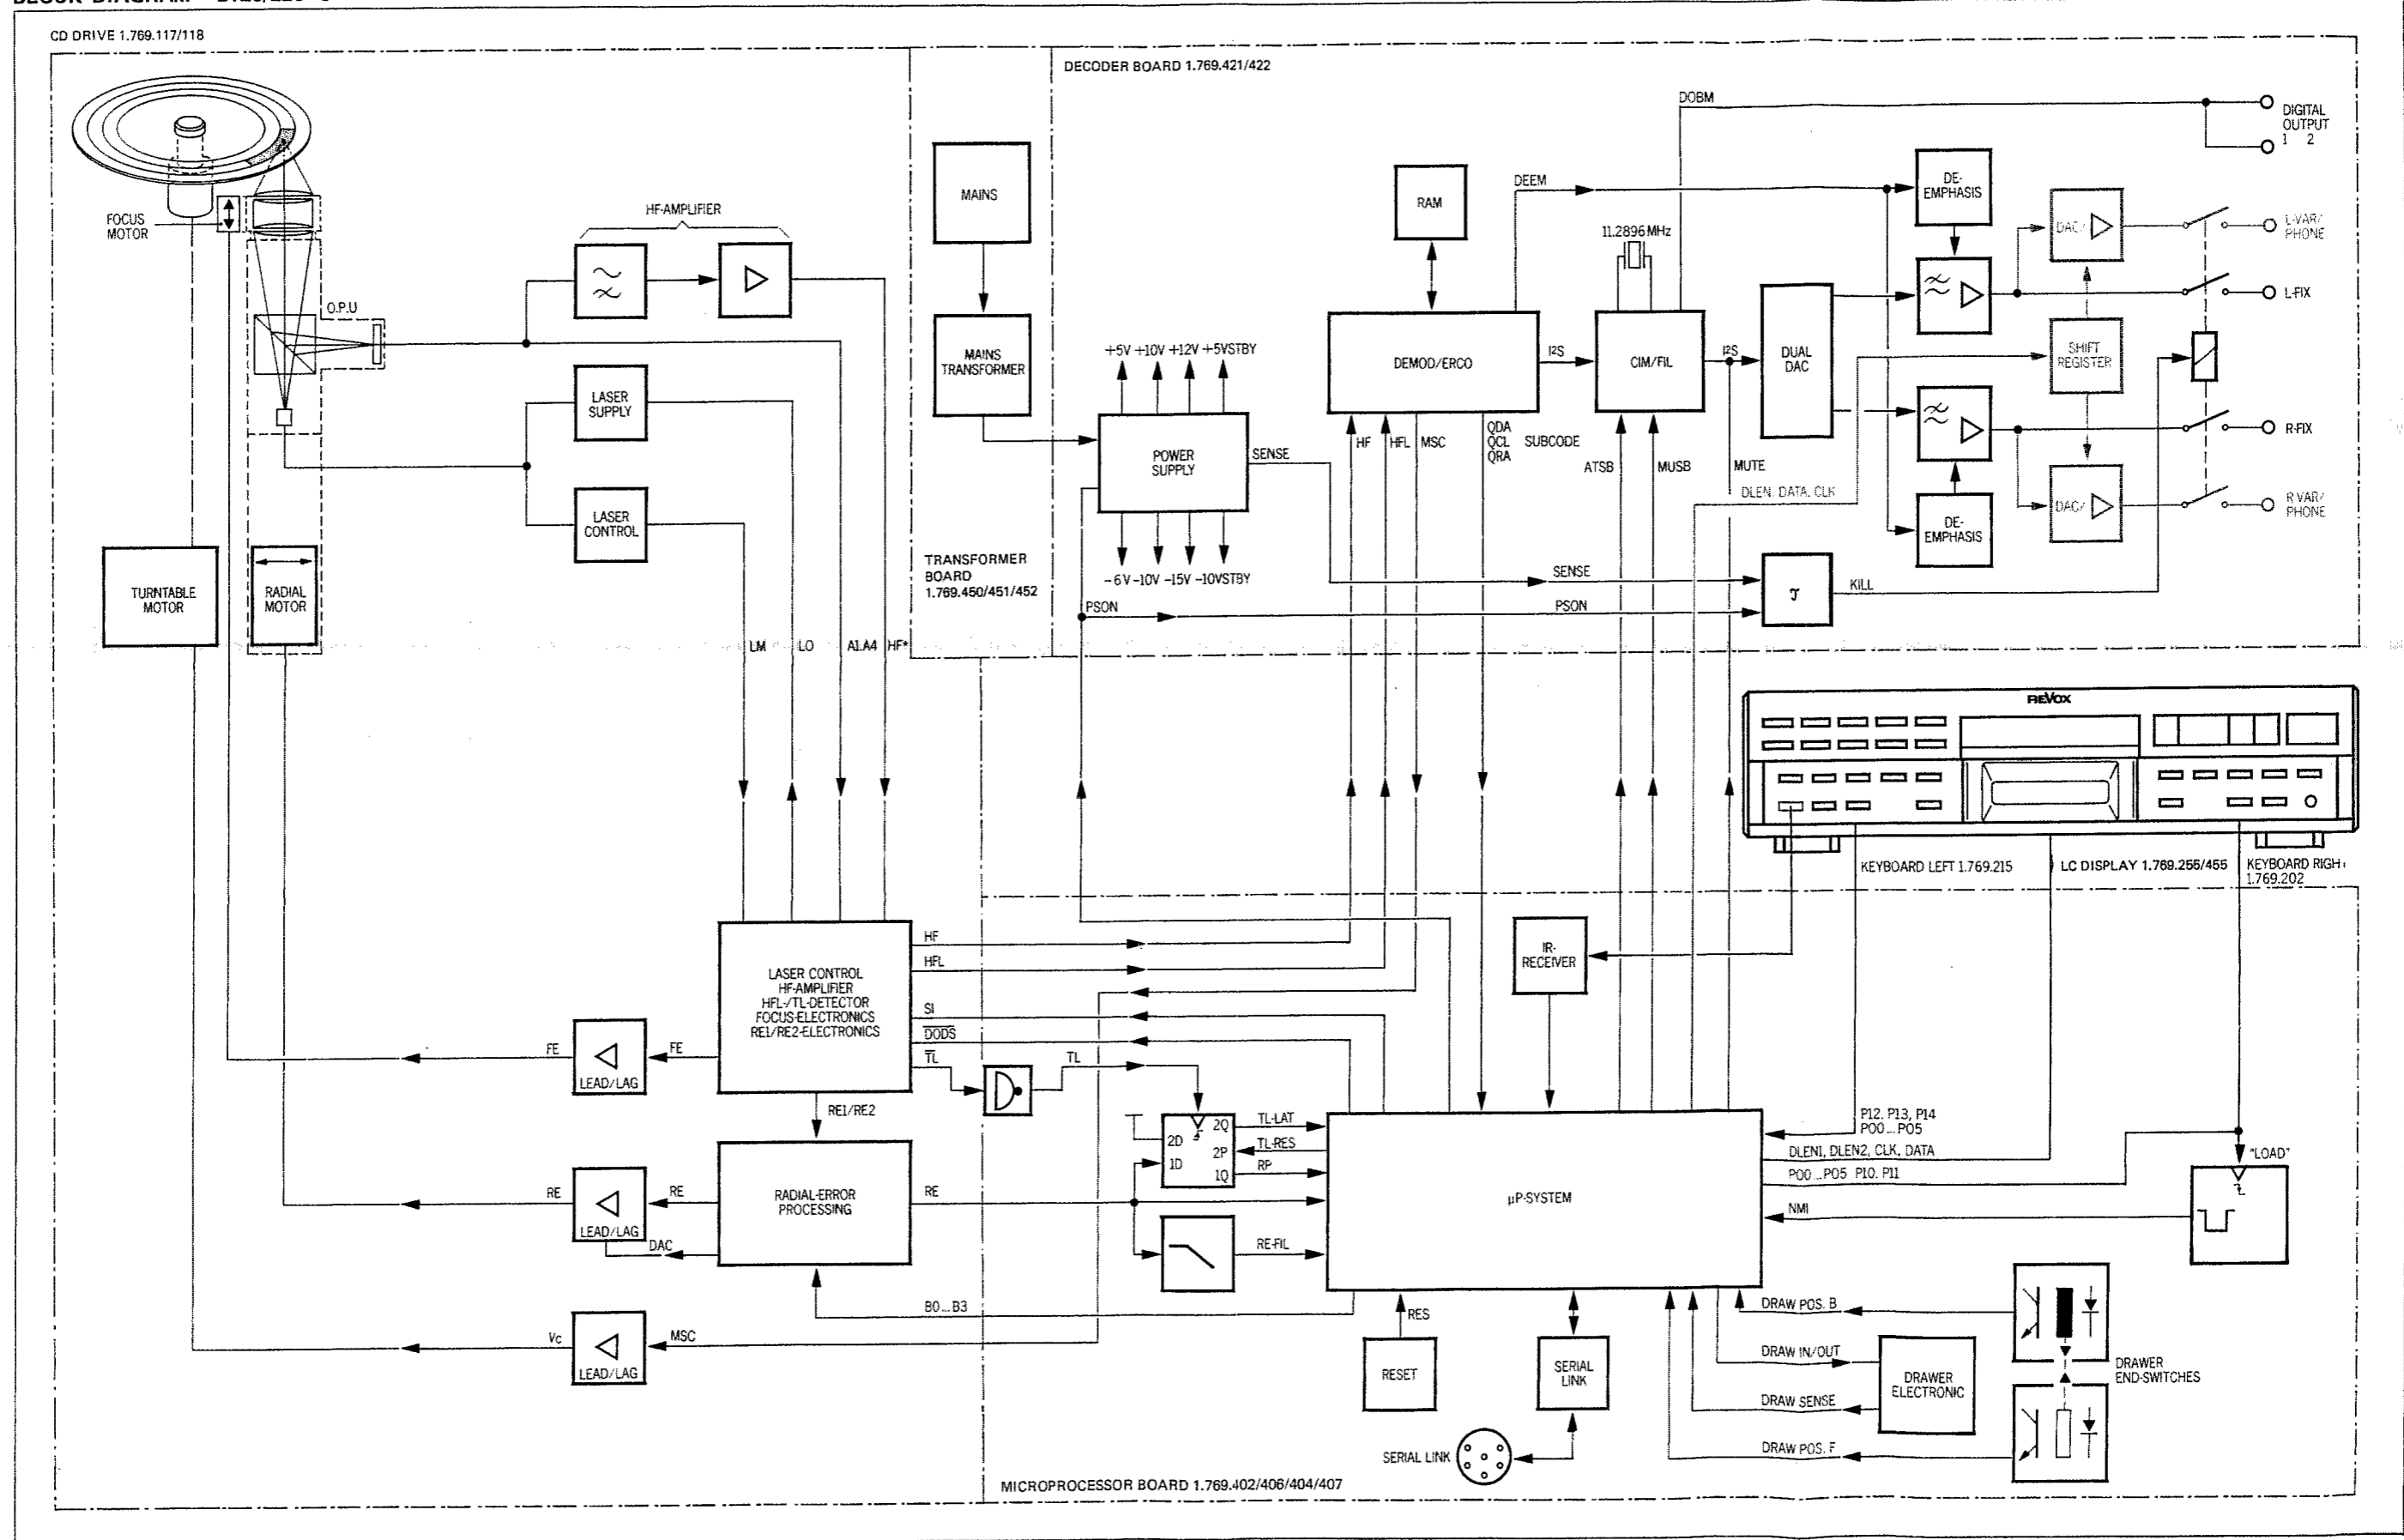 CD DRIVE 1.769.117/118
DECODER BOARD 1.769.421/422
DOBM
DIGITAL
OUTPUT
1 2
MAINS
RAM
DEEM
DE-
EMPHASIS
FOCUS
MOTOR
HF-AMPLIFIER
11.2896 MHz
DAC/
L-VAR/
PHONE
L-FIX
O.P.U
MAINS
TRANSFORMER
+5V +10V +12V +5VSTBY
DEMOD/ERCO
I2S
CIM/FIL
I2S
DUAL
DAC
SHIFT
REGISTER
LASER
SUPPLY
POWER
SUPPLY
SENSE
HF
HFL
MSC
QDA
QCL
QRA
SUBCODE
ATSB
MUSB
MUTE
R-FIX
DLEN, DATA, CLK
DAC/
R VAR/
PHONE
LASER
CONTROL
DE-
EMPHASIS
TRANSFORMER
BOARD
1.769.450/451/452
-6V -10V -15V -10VSTBY
SENSE
KILL
PSON
PSON
TURNTABLE
MOTOR
RADIAL
MOTOR
LM
LO
A1.A4
HF*
REVOX
KEYBOARD LEFT 1.769.215
LC DISPLAY 1.769.255/455
KEYBOARD RIGH
1.769.202
LASER CONTROL
HF-AMPLIFIER
HFL-/TL-DETECTOR
FOCUS-ELECTRONICS
RE1/RE2-ELECTRONICS
HF
HFL
SI
DODS
TL
TL
IR-
RECEIVER
FE
LEAD/LAG
FE
RE1/RE2
2D
1D
2Q
2P
1Q
TL-LAT
TL-RES
RP
P12, P13, P14
P00...P05
DLEN1, DLEN2, CLK, DATA
P00...P05 P10, P11
"LOAD"
NMI
RE
LEAD/LAG
RE
DAC
RADIAL-ERROR
PROCESSING
RE
RE-FIL
µP-SYSTEM
B0...B3
RES
RESET
SERIAL
LINK
SERIAL LINK
DRAW POS. B
DRAW IN/OUT
DRAW SENSE
DRAW POS. F
DRAWER
ELECTRONIC
DRAWER
END-SWITCHES
Vc
LEAD/LAG
MSC
MICROPROCESSOR BOARD 1.769.402/406/404/407